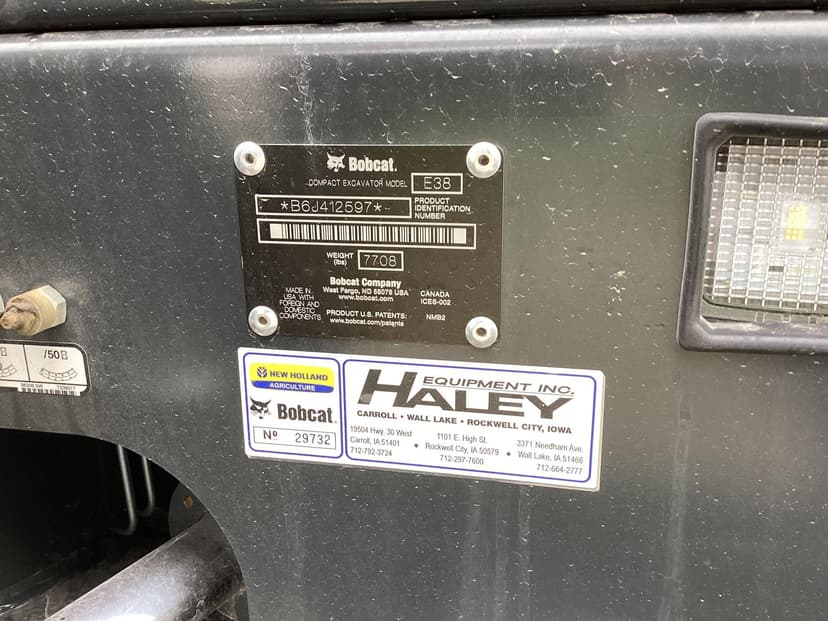 Bobcat.
COMPACT EXCAVATOR MODEL E38
*B6J412597*
PRODUCT
IDENTIFICATION
NUMBER
WEIGHT
(lbs) 7708
Bobcat Company
West Fargo, ND 58078 USA
www.bobcat.com
CANADA
ICES-002
MADE IN
USA WITH
FOREIGN AND
DOMESTIC
COMPONENTS
PRODUCT U.S. PATENTS:
www.bobcat.com/patents
NMB2
/50
NEW HOLLAND
AGRICULTURE
Bobcat.
No 29732
EQUIPMENT INC.
HALEY
CARROLL • WALL LAKE • ROCKWELL CITY, IOWA
19504 Hwy. 30 West
Carroll, IA 51401
712-792-3724
1101 E. High St.
Rockwell City, IA 50579
712-297-7600
3371 Needham Ave.
Wall Lake, IA 51466
712-664-2777